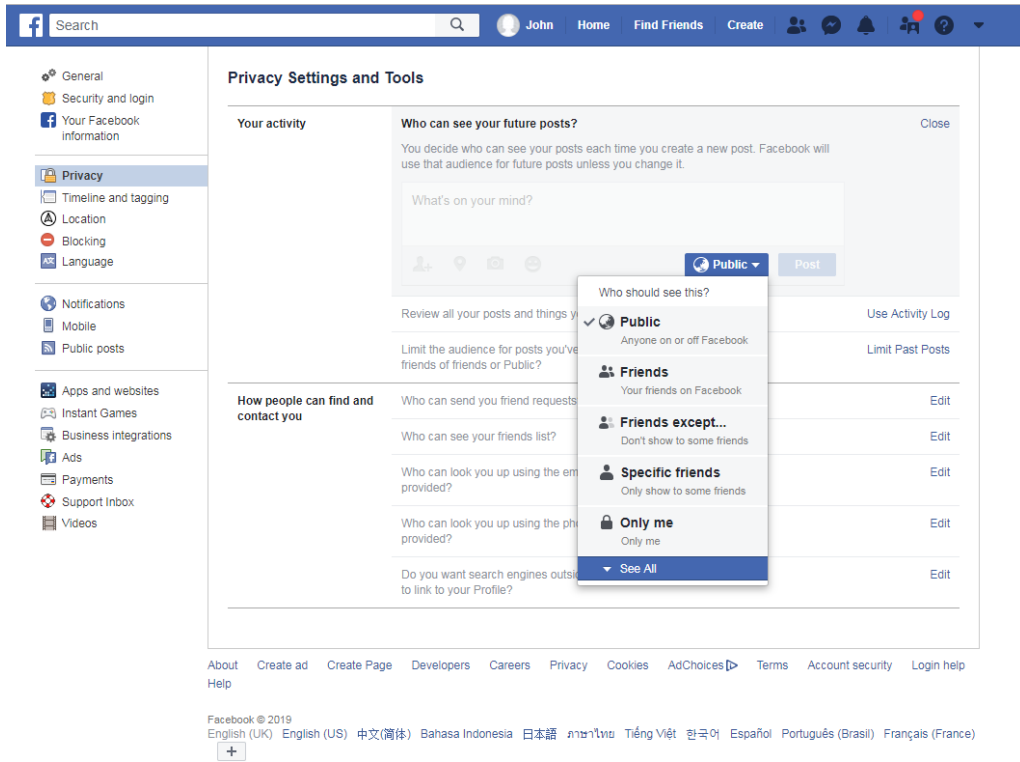 f
Search
John Home Find Friends Create
General
Security and login
Your Facebook
information
Privacy
Timeline and tagging
Location
Blocking
Language
Notifications
Mobile
Public posts
Apps and websites
Instant Games
Business integrations
Ads
Payments
Support Inbox
Videos
Privacy Settings and Tools
Your activity
Who can see your future posts? Close
You decide who can see your posts each time you create a new post. Facebook will
use that audience for future posts unless you change it.
What's on your mind?
Public Post
Who should see this?
Public
Anyone on or off Facebook
Friends
Your friends on Facebook
Friends except...
Don't show to some friends
Specific friends
Only show to some friends
Only me
Only me
See All
Review all your posts and things Use Activity Log
Limit the audience for posts you've Limit Past Posts
friends of friends or Public?
How people can find and
contact you
Who can send you friend requests Edit
Who can see your friends list? Edit
Who can look you up using the Edit
provided?
Who can look you up using the Edit
provided?
Do you want search engines Edit
to link to your Profile?
About Create ad Create Page Developers Careers Privacy Cookies AdChoices Terms Account security Login help
Help
Facebook © 2019
English (UK) English (US) 中文(简体) Bahasa Indonesia 日本語 ภาษาไทย Tiếng Việt 한국어 Español Português (Brasil) Français (France)
+